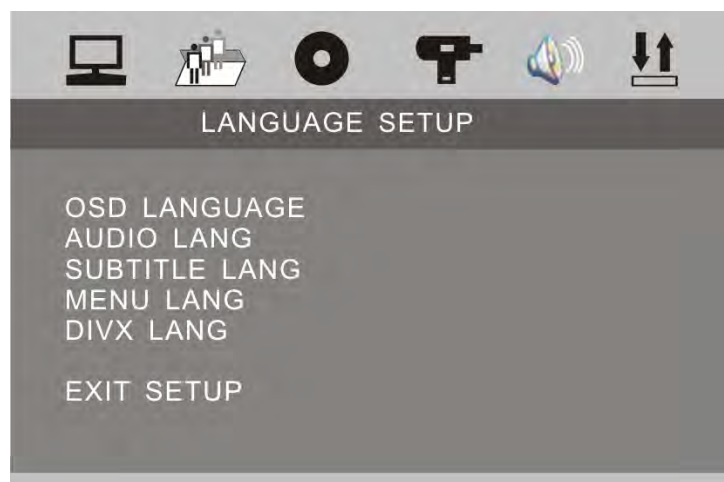 LANGUAGE SETUP
OSD LANGUAGE
AUDIO LANG
SUBTITLE LANG
MENU LANG
DIVX LANG
EXIT SETUP